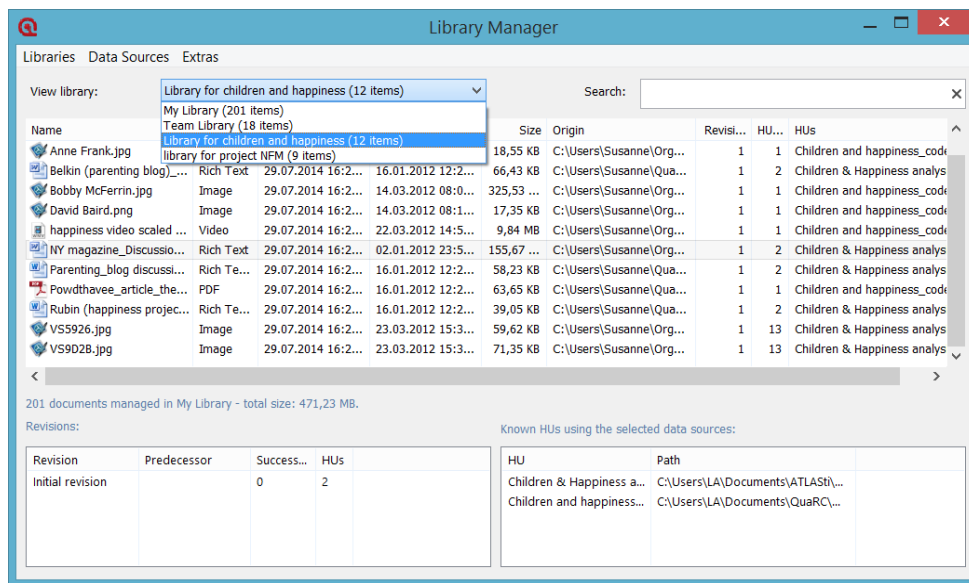 Library Manager
Libraries Data Sources Extras
View library: Library for children and happiness (12 items) Search:
My Library (201 items)
Team Library (18 items)
Library for children and happiness (12 items)
library for project NFM (9 items)
Name Size Origin Revisi... HU... HUs
Anne Frank.jpg 18,55 KB C:\Users\Susanne\Org... 1 1 Children and happiness_code
Belkin (parenting blog)_... Rich Text 29.07.2014 16:2... 16.01.2012 12:2... 66,43 KB C:\Users\Susanne\Qua... 1 2 Children & Happiness analys
Bobby McFerrin.jpg Image 29.07.2014 16:2... 14.03.2012 08:0... 325,53 ... C:\Users\Susanne\Org... 1 1 Children and happiness_code
David Baird.png Image 29.07.2014 16:2... 14.03.2012 08:1... 17,35 KB C:\Users\Susanne\Org... 1 1 Children and happiness_code
happiness video scaled ... Video 29.07.2014 16:2... 22.03.2012 14:5... 9,84 MB C:\Users\Susanne\Org... 1 1 Children and happiness_code
NY magazine_Discussio... Rich Text 29.07.2014 16:2... 02.01.2012 23:5... 155,67 ... C:\Users\Susanne\Org... 1 2 Children & Happiness analys
Parenting_blog discussi... Rich Te... 29.07.2014 16:2... 16.01.2012 12:2... 58,23 KB C:\Users\Susanne\Qua... 1 2 Children & Happiness analys
Powdthavee_article_the... PDF 29.07.2014 16:2... 16.01.2012 12:2... 63,65 KB C:\Users\Susanne\Qua... 1 1 Children and happiness_code
Rubin (happiness projec... Rich Te... 29.07.2014 16:2... 16.01.2012 12:2... 39,05 KB C:\Users\Susanne\Qua... 1 2 Children & Happiness analys
VS5926.jpg Image 29.07.2014 16:2... 23.03.2012 15:3... 59,62 KB C:\Users\Susanne\Org... 1 13 Children & Happiness analys
VS9D2B.jpg Image 29.07.2014 16:2... 23.03.2012 15:3... 71,35 KB C:\Users\Susanne\Org... 1 13 Children & Happiness analys
201 documents managed in My Library - total size: 471,23 MB.
Revisions: Known HUs using the selected data sources:
Revision Predecessor Success... HUs HU Path
Initial revision 0 2 Children & Happiness a... C:\Users\LA\Documents\ATLASti\...
Children and happiness... C:\Users\LA\Documents\QuaRC\...